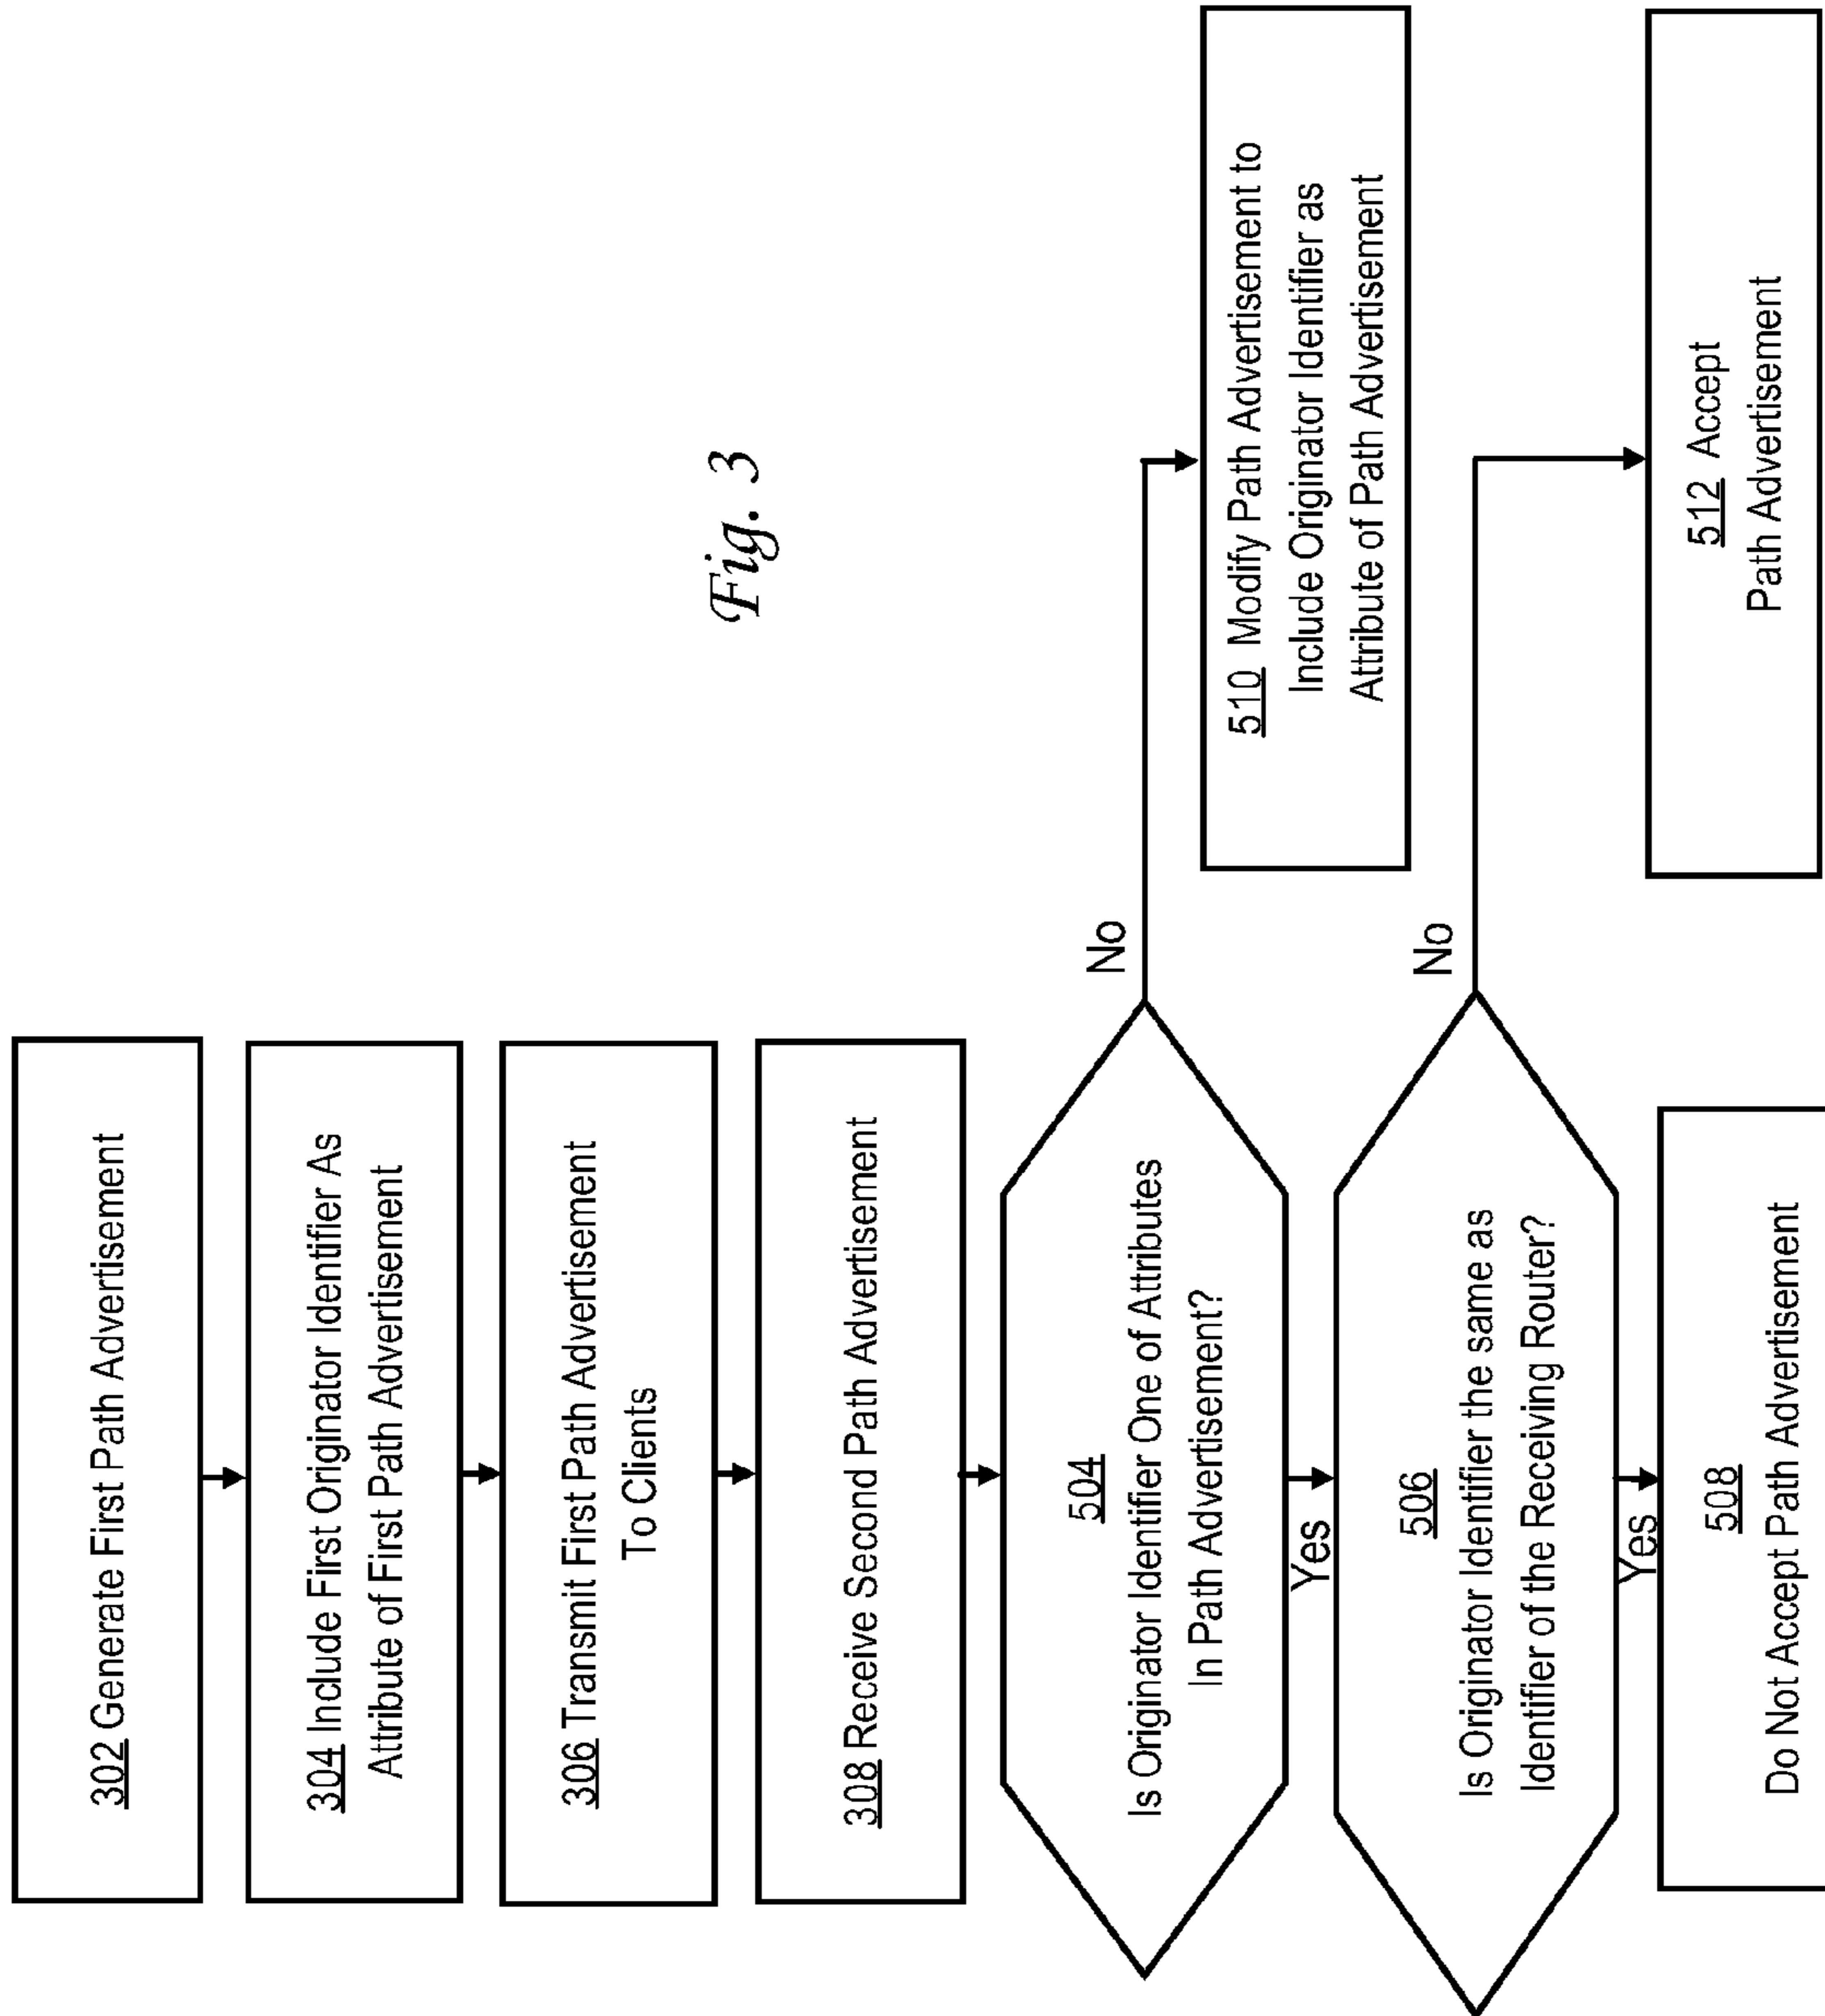 302 Generate First Path Advertisement
304 Include First Originator Identifier As
Attribute of First Path Advertisement
306 Transmit First Path Advertisement
To Clients
308 Receive Second Path Advertisement
504
Is Originator Identifier One of Attributes
In Path Advertisement?
No
Yes
510 Modify Path Advertisement to
Include Originator Identifier as
Attribute of Path Advertisement
506
Is Originator Identifier the same as
Identifier of the Receiving Router?
No
Yes
512 Accept
Path Advertisement
508
Do Not Accept Path Advertisement
Fig. 3